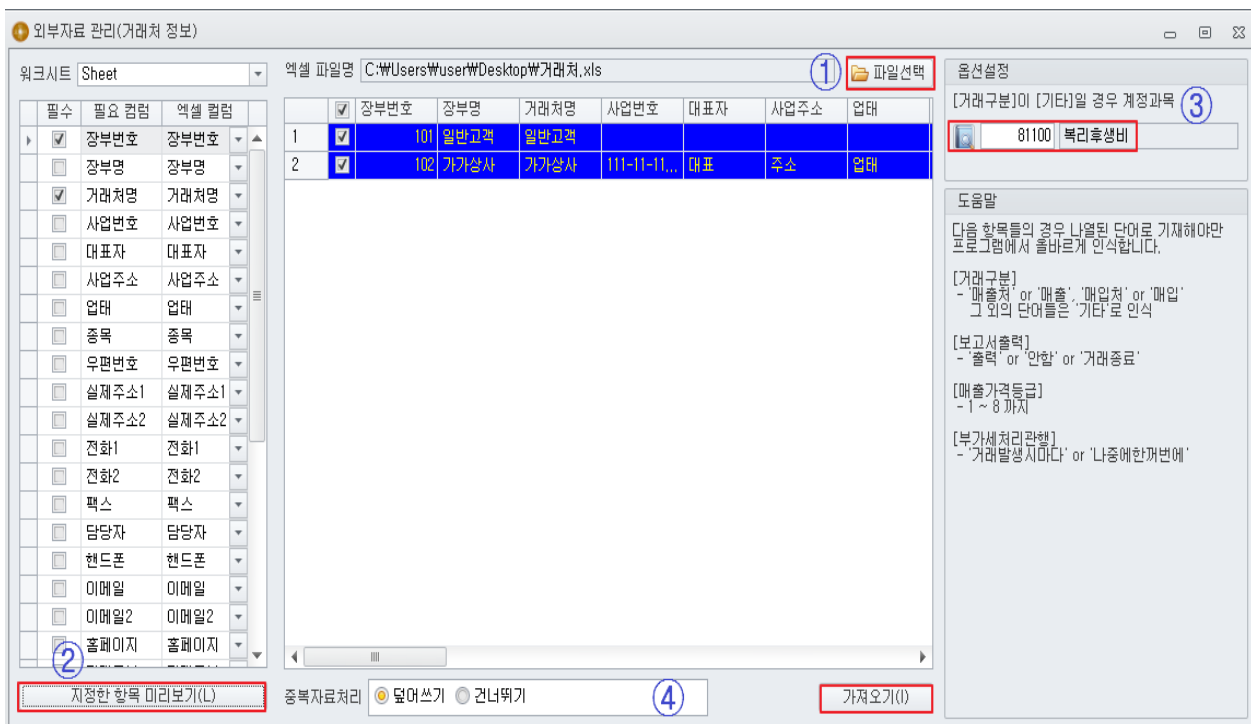 외부자료 관리(거래처 정보)
워크시트 Sheet
엑셀 파일명 C:₩Users₩user₩Desktop₩거래처.xls
① 파일선택
필수 필요 컬럼 엑셀 컬럼
장부번호 장부번호
장부명 장부명
거래처명 거래처명
사업번호 사업번호
대표자 대표자
사업주소 사업주소
업태 업태
종목 종목
우편번호 우편번호
실제주소1 실제주소1
실제주소2 실제주소2
전화1 전화1
전화2 전화2
팩스 팩스
담당자 담당자
핸드폰 핸드폰
이메일 이메일
이메일2 이메일2
홈페이지 홈페이지
②
지정한 항목 미리보기(L)
장부번호 장부명 거래처명 사업번호 대표자 사업주소 업태
1 101 일반고객 일반고객
2 102 가가상사 가가상사 111-11-11... 대표 주소 업태
중복자료처리 덮어쓰기 건너뛰기 ④
가져오기(I)
옵션설정
[거래구분]이 [기타]일 경우 계정과목 ③
81100 복리후생비
도움말
다음 항목들의 경우 나열된 단어로 기재해야만
프로그램에서 올바르게 인식합니다.
[거래구분]
- '매출처' or '매출', '매입처' or '매입'
그 외의 단어들은 '기타'로 인식
[보고서출력]
- '출력' or '안함' or '거래종료'
[매출가격등급]
- 1 ~ 8 까지
[부가세처리관행]
- '거래발생시마다' or '나중에한꺼번에'